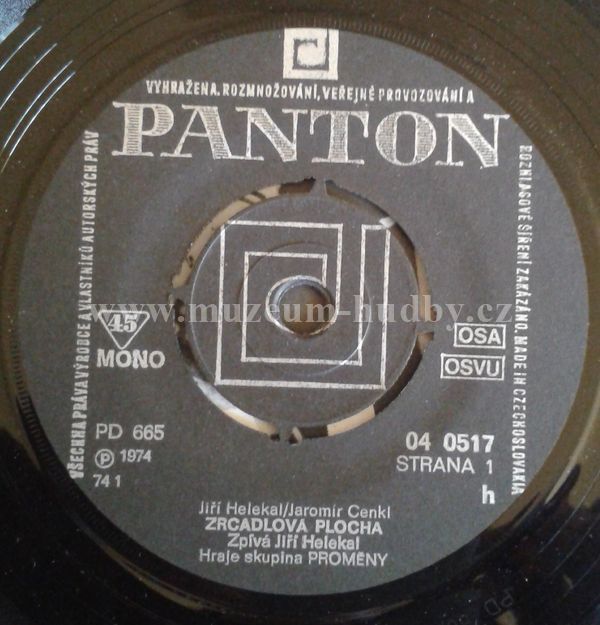 VYHRAŽENA. ROZMNOŽOVÁNÍ, VEŘEJNÉ PROVOZOVÁNÍ A
PANTON
VŠECHNA PRÁVA VÝROBCE A VLASTNÍKŮ AUTORSKÝCH PRÁV
ROZHLASOVÉ ŠÍŘENÍ ZAKÁZÁNO. MADE IN CZECHOSLOVAKIA
www.muzeum-hudby.cz
45
MONO
OSA
OSVU
PD 665
Ⓟ 1974
74 1
04 0517
STRANA 1
h
Jiří Helekal/Jaromír Cenkl
ZRCADLOVÁ PLOCHA
Zpívá Jiří Helekal
Hraje skupina PROMĚNY
PD